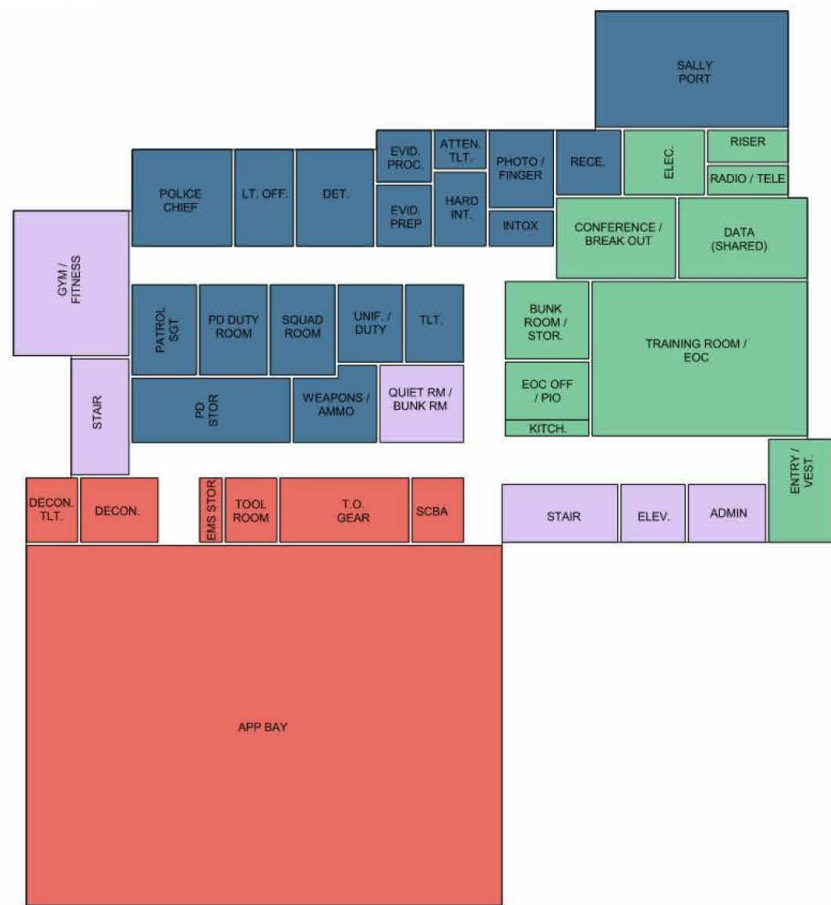 SALLY
PORT
EVID.
PROC.
ATTEN.
TLT.
PHOTO /
FINGER
RECE.
ELEC.
RISER
RADIO / TELE
POLICE
CHIEF
LT. OFF.
DET.
EVID.
PREP
HARD
INT.
INTOX
CONFERENCE /
BREAK OUT
DATA
(SHARED)
GYM /
FITNESS
PATROL
SGT
PD DUTY
ROOM
SQUAD
ROOM
UNIF. /
DUTY
TLT.
BUNK
ROOM /
STOR.
TRAINING ROOM /
EOC
STAIR
PD
STOR
WEAPONS /
AMMO
QUIET RM /
BUNK RM
EOC OFF
/ PIO
KITCH.
ENTRY /
VEST.
DECON.
TLT.
DECON.
EMS STOR
TOOL
ROOM
T.O.
GEAR
SCBA
STAIR
ELEV.
ADMIN
APP BAY